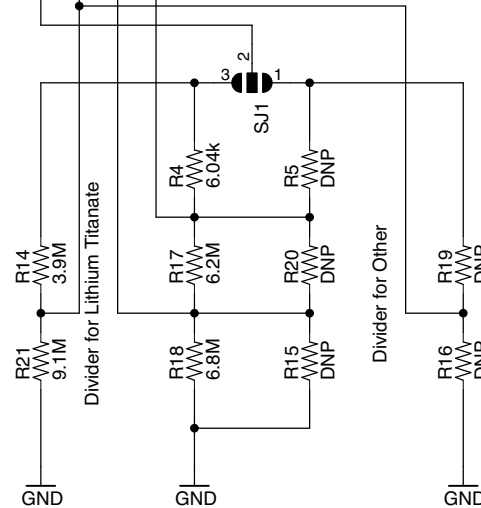 2
3
1
SJ1
R4
6.04k
R5
DNP
R14
3.9M
R17
6.2M
R20
DNP
R19
DNP
R21
9.1M
R18
6.8M
R15
DNP
R16
DNP
Divider for Lithium Titanate
Divider for Other
GND
GND
GND